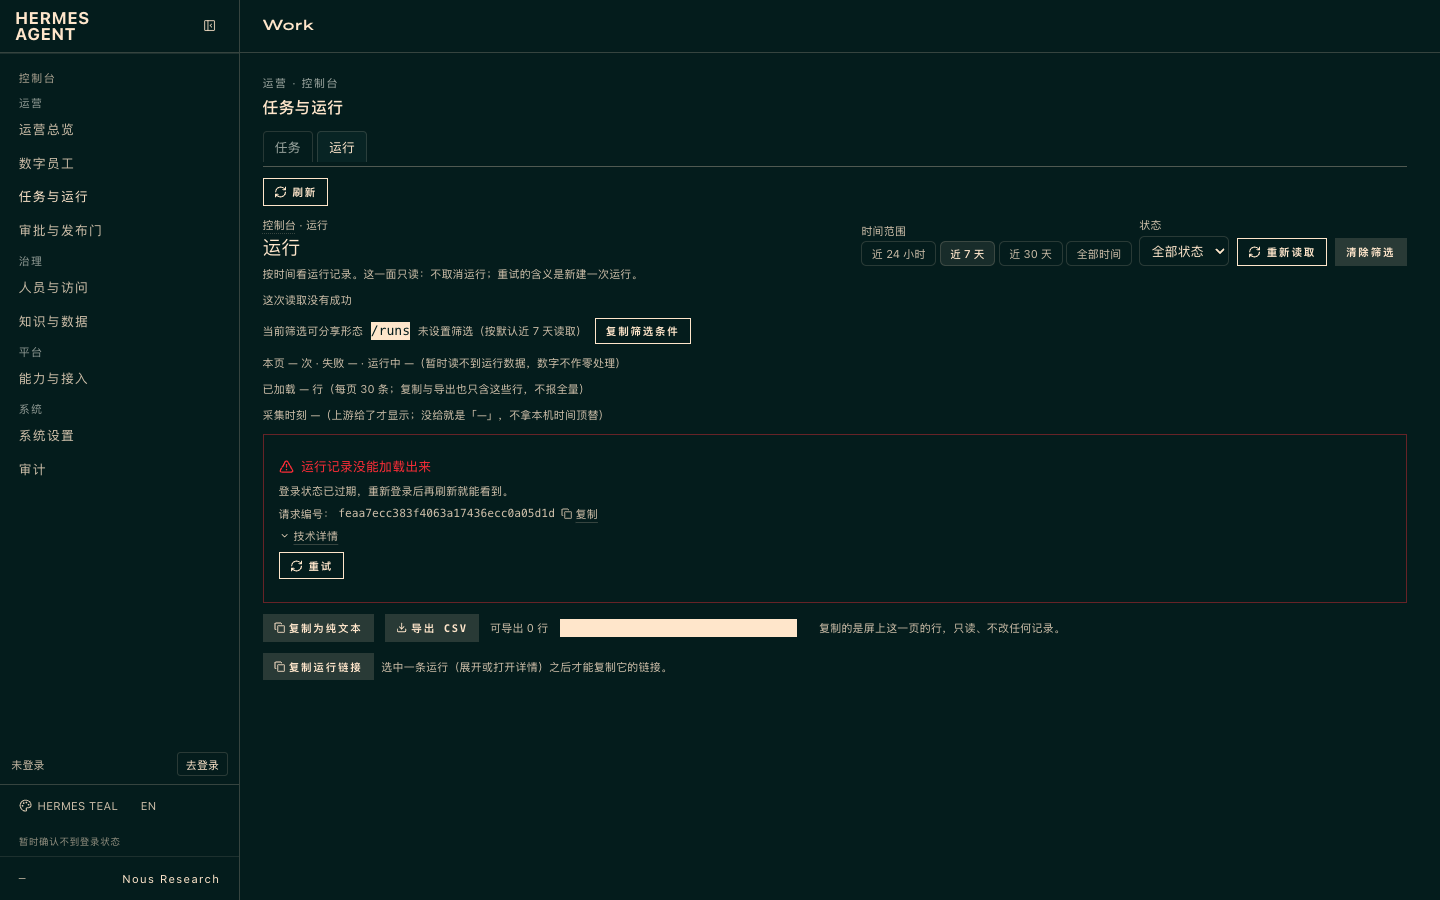 HERMES
AGENT
控制台
运营
运营总览
数字员工
任务与运行
审批与发布门
治理
人员与访问
知识与数据
平台
能力与接入
系统
系统设置
审计
未登录
去登录
HERMES TEAL
EN
暂时确认不到登录状态
—
Nous Research
Work
运营 · 控制台
任务与运行
任务
运行
刷新
控制台 · 运行
运行
按时间看运行记录。这一面只读：不取消运行；重试的含义是新建一次运行。
时间范围
近 24 小时
近 7 天
近 30 天
全部时间
状态
全部状态
重新读取
清除筛选
这次读取没有成功
当前筛选可分享形态 /runs 未设置筛选（按默认近 7 天读取） 复制筛选条件
本页 — 次 · 失败 — · 运行中 —（暂时读不到运行数据，数字不作零处理）
已加载 — 行（每页 30 条；复制与导出也只含这些行，不报全量）
采集时刻 —（上游给了才显示；没给就是「—」，不拿本机时间顶替）
运行记录没能加载出来
登录状态已过期，重新登录后再刷新就能看到。
请求编号： feaa7ecc383f4063a17436ecc0a05d1d 复制
技术详情
重试
复制为纯文本 导出 CSV 可导出 0 行 复制的是屏上这一页的行，只读、不改任何记录。
复制运行链接 选中一条运行（展开或打开详情）之后才能复制它的链接。